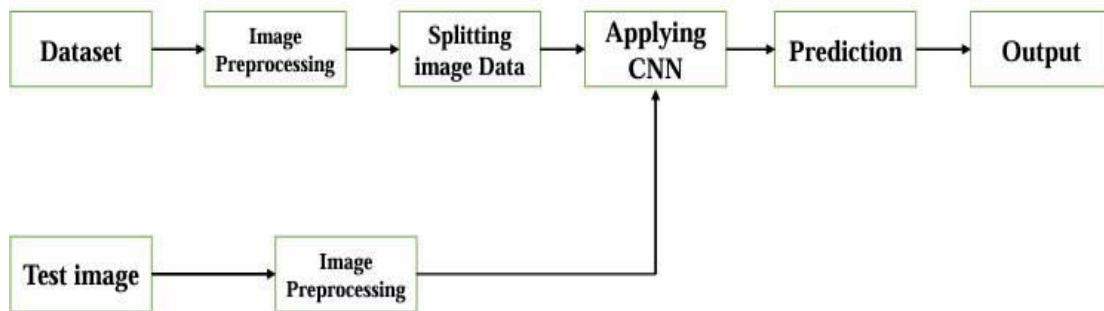 Dataset
Image
Preprocessing
Splitting
image Data
Applying
CNN
Prediction
Output
Test image
Image
Preprocessing